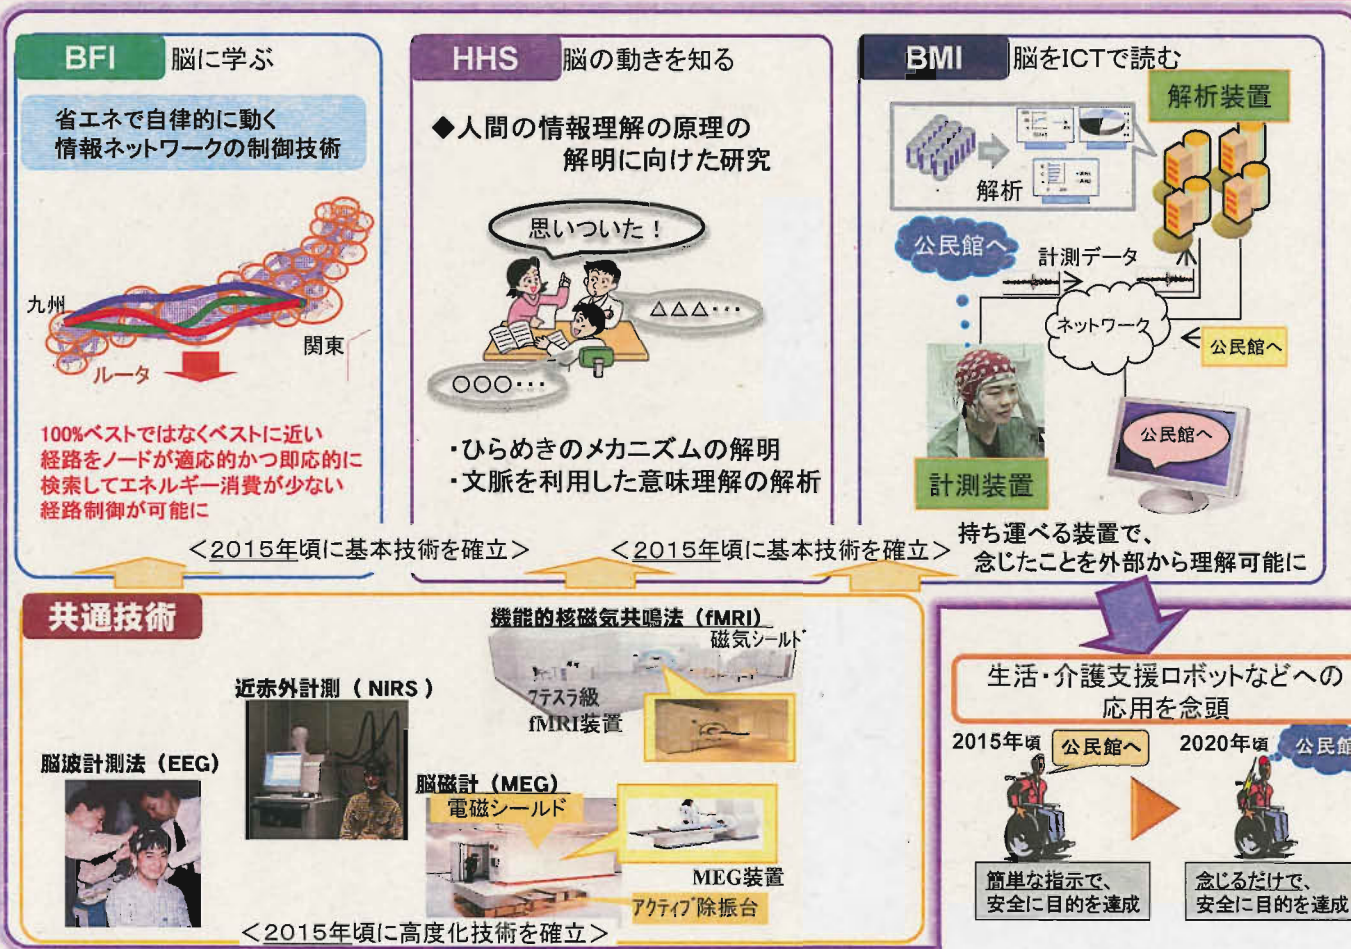 BFI 脳に学ぶ
省エネで自律的に動く
情報ネットワークの制御技術
九州
関東
ルータ
100%ベストではなくベストに近い
経路をノードが適応的かつ即応的に
検索してエネルギー消費が少ない
経路制御が可能に
<2015年頃に基本技術を確立>
HHS 脳の動きを知る
◆人間の情報理解の原理の
解明に向けた研究
思いついた!
△△△・・・
○○○・・・
・ひらめきのメカニズムの解明
・文脈を利用した意味理解の解析
<2015年頃に基本技術を確立>
BMI 脳をICTで読む
解析装置
解析
公民館へ
計測データ
ネットワーク
公民館へ
公民館へ
計測装置
持ち運べる装置で、
念じたことを外部から理解可能に
共通技術
機能的核磁気共鳴法(fMRI)
磁気シールド
7テスラ級
fMRI装置
近赤外計測(NIRS)
脳波計測法(EEG)
脳磁計(MEG)
電磁シールド
MEG装置
アクティブ除振台
<2015年頃に高度化技術を確立>
生活・介護支援ロボットなどへの
応用を念頭
2015年頃
公民館へ
2020年頃
公民館
簡単な指示で、
安全に目的を達成
念じるだけで、
安全に目的を達成